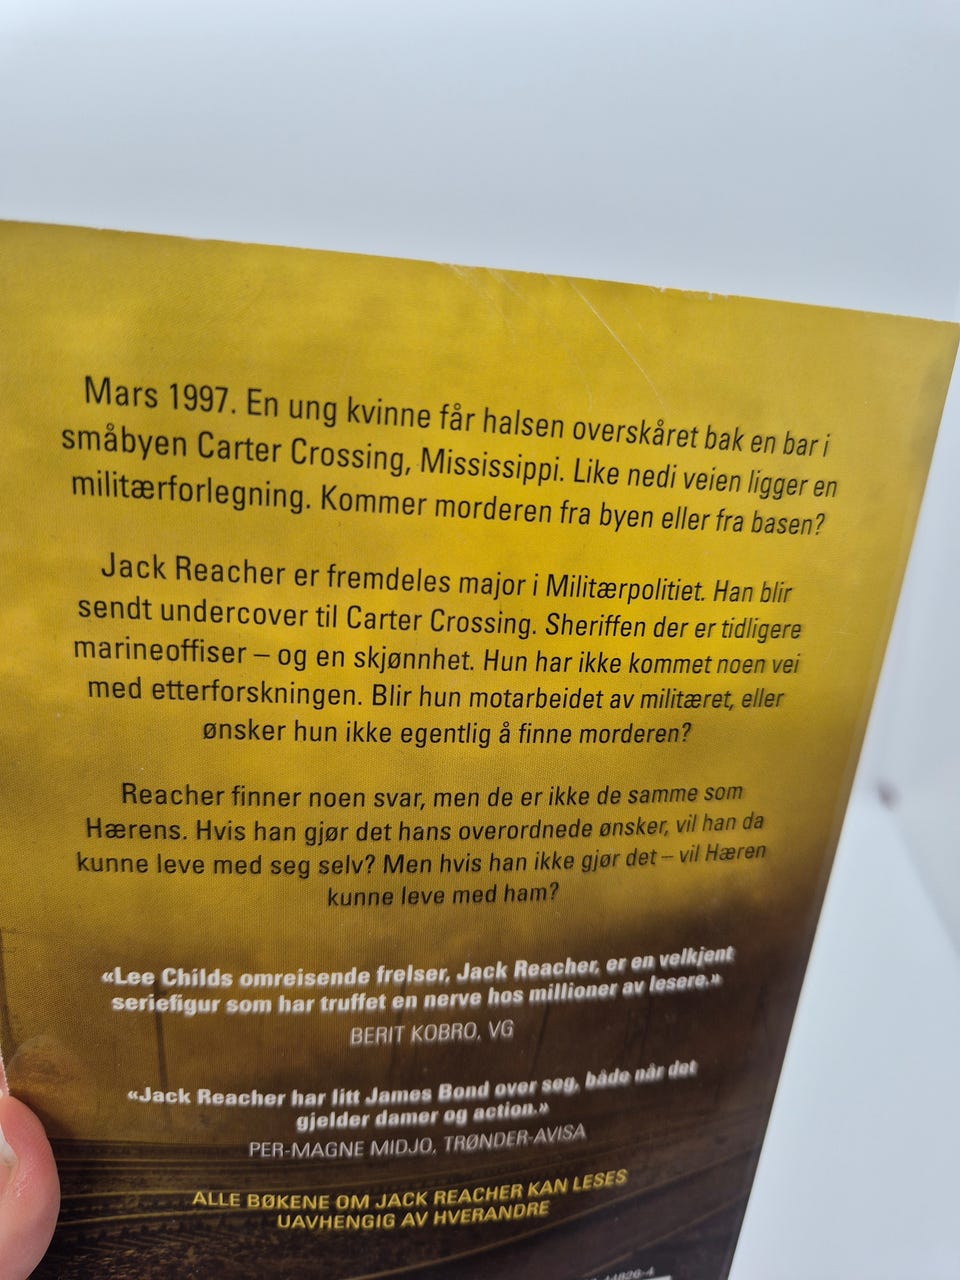 Mars 1997. En ung kvinne får halsen overskåret bak en bar i
småbyen Carter Crossing, Mississippi. Like nedi veien ligger en
militærforlegning. Kommer morderen fra byen eller fra basen?
Jack Reacher er fremdeles major i Militærpolitiet. Han blir
sendt undercover til Carter Crossing. Sheriffen der er tidligere
marineoffiser – og en skjønnhet. Hun har ikke kommet noen vei
med etterforskningen. Blir hun motarbeidet av militæret, eller
ønsker hun ikke egentlig å finne morderen?
Reacher finner noen svar, men de er ikke de samme som
Hærens. Hvis han gjør det hans overordnede ønsker, vil han da
kunne leve med seg selv? Men hvis han ikke gjør det – vil Hæren
kunne leve med ham?
«Lee Childs omreisende frelser, Jack Reacher, er en velkjent
seriefigur som har truffet en nerve hos millioner av lesere.»
BERIT KOBRO, VG
«Jack Reacher har litt James Bond over seg, både når det
gjelder damer og action.»
PER-MAGNE MIDJO, TRØNDER-AVISA
ALLE BØKENE OM JACK REACHER KAN LESES
UAVHENGIG AV HVERANDRE